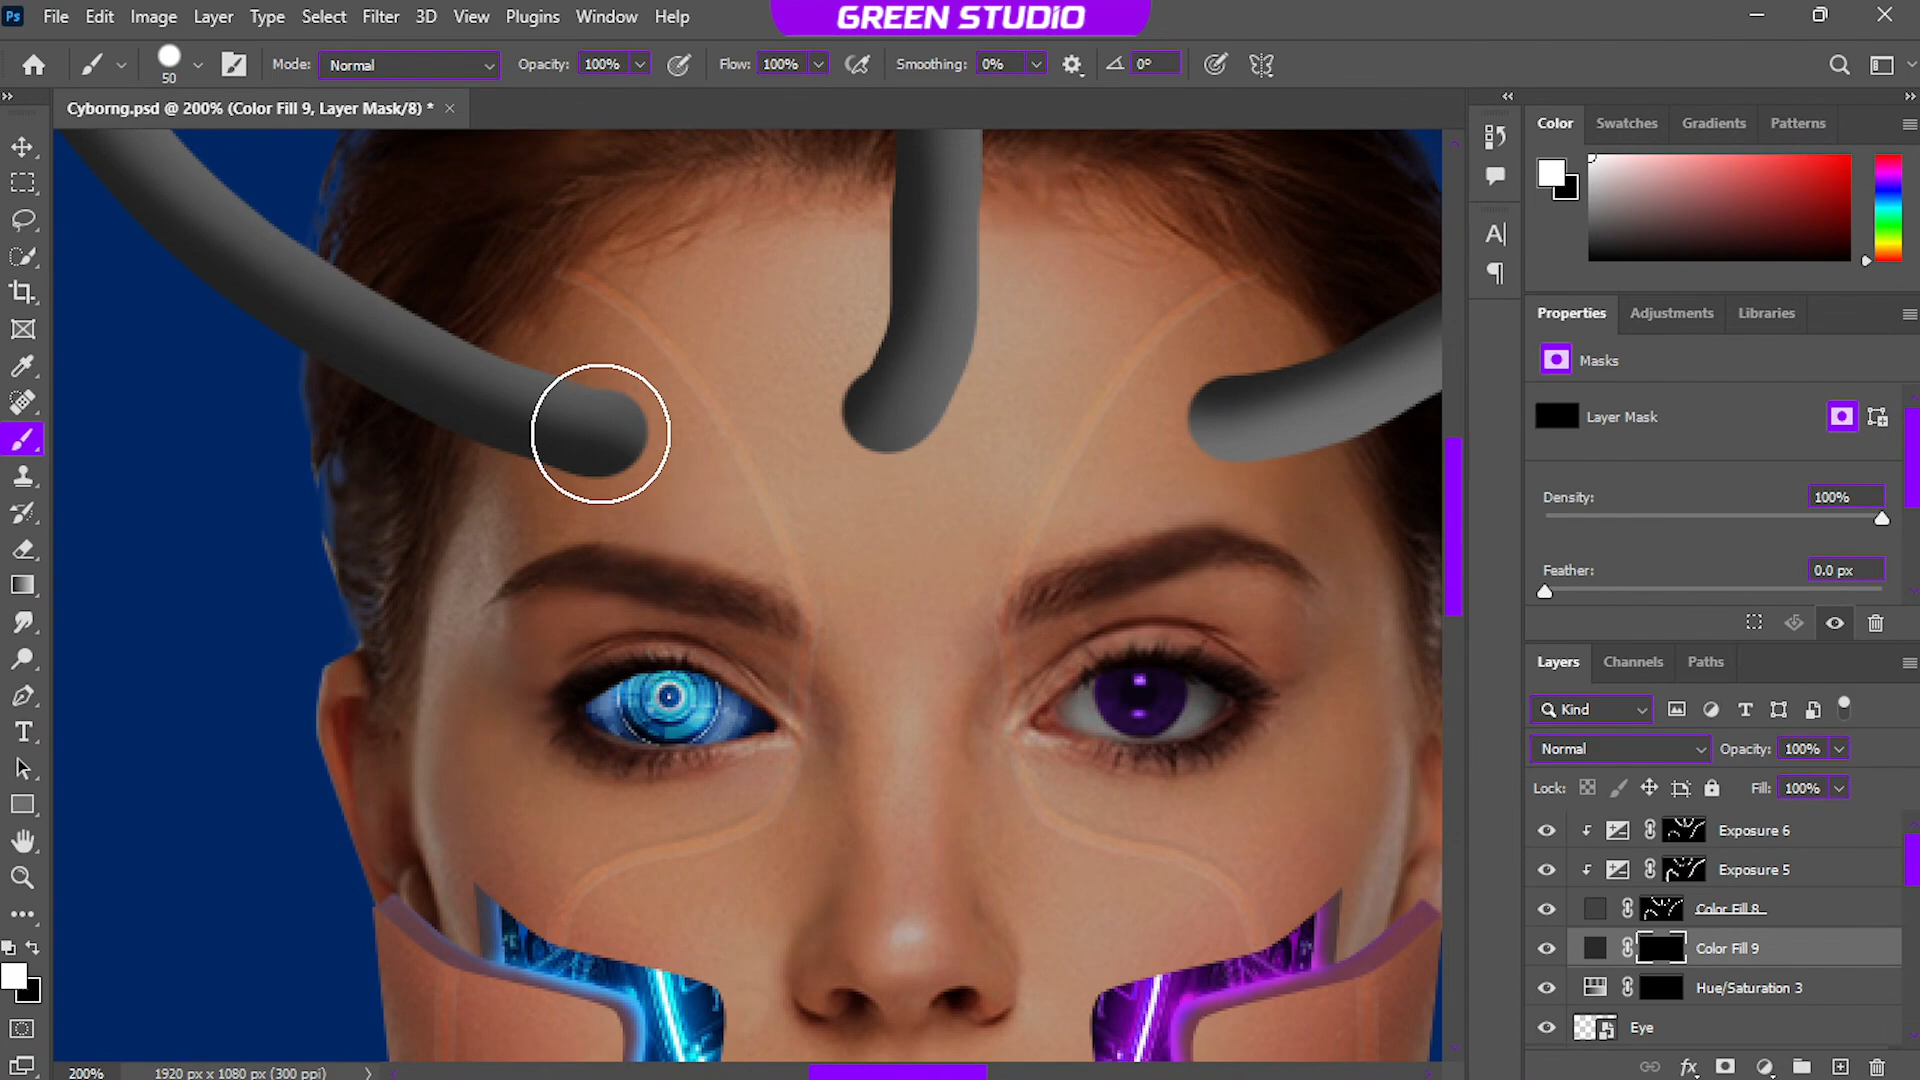 Ps File Edit Image Layer Type Select Filter 3D View Plugins Window Help
GREEN STUDIO
50 Mode: Normal Opacity: 100% Flow: 100% Smoothing: 0% 0°
Cyborng.psd @ 200% (Color Fill 9, Layer Mask/8) *
Color Swatches Gradients Patterns
Properties Adjustments Libraries
Masks
Layer Mask
Density: 100%
Feather: 0.0 px
Layers Channels Paths
Kind
Normal Opacity: 100%
Lock: Fill: 100%
Exposure 6
Exposure 5
Color Fill 8
Color Fill 9
Hue/Saturation 3
Eye
fx
200% 1920 px x 1080 px (300 ppi)